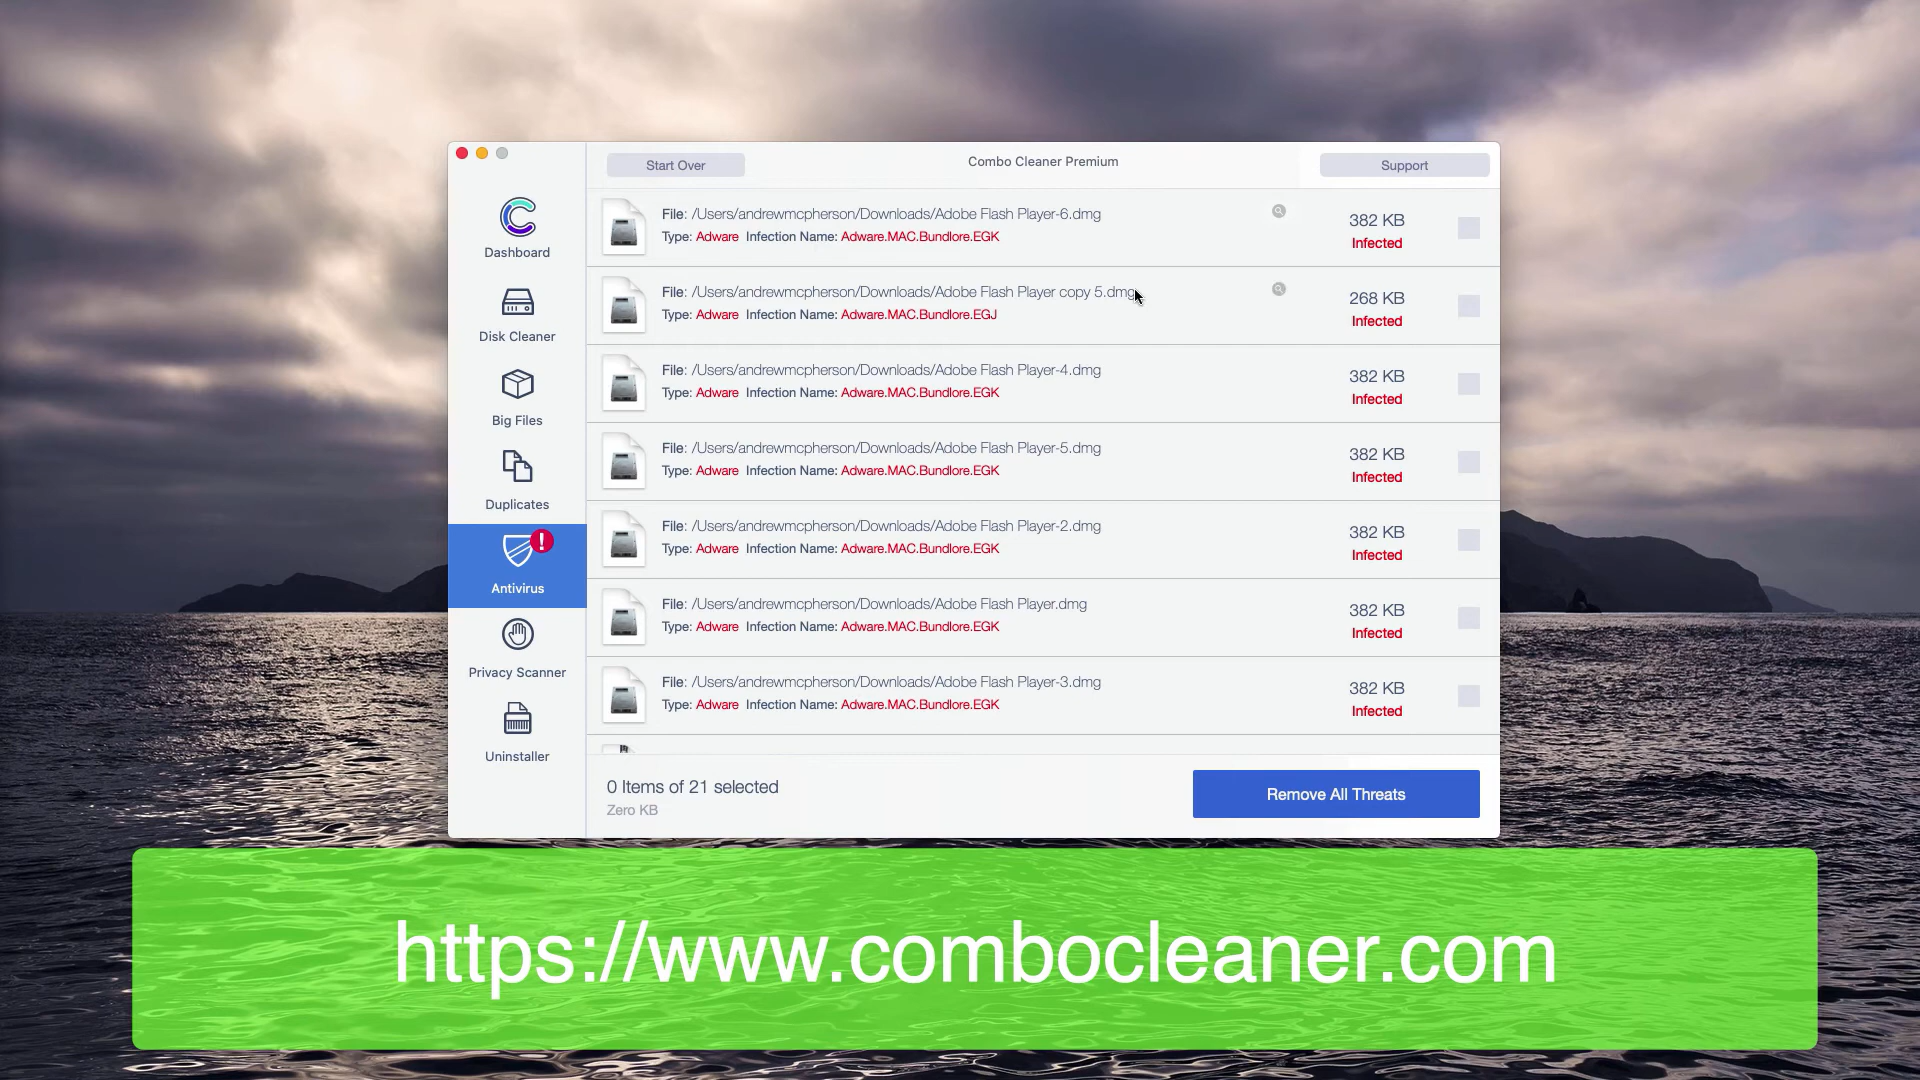 Start Over
Combo Cleaner Premium
Support
Dashboard
Disk Cleaner
Big Files
Duplicates
Antivirus
Privacy Scanner
Uninstaller
File: /Users/andrewmcpherson/Downloads/Adobe Flash Player-6.dmg
Type: Adware Infection Name: Adware.MAC.Bundlore.EGK
382 KB
Infected
File: /Users/andrewmcpherson/Downloads/Adobe Flash Player copy 5.dmg
Type: Adware Infection Name: Adware.MAC.Bundlore.EGJ
268 KB
Infected
File: /Users/andrewmcpherson/Downloads/Adobe Flash Player-4.dmg
Type: Adware Infection Name: Adware.MAC.Bundlore.EGK
382 KB
Infected
File: /Users/andrewmcpherson/Downloads/Adobe Flash Player-5.dmg
Type: Adware Infection Name: Adware.MAC.Bundlore.EGK
382 KB
Infected
File: /Users/andrewmcpherson/Downloads/Adobe Flash Player-2.dmg
Type: Adware Infection Name: Adware.MAC.Bundlore.EGK
382 KB
Infected
File: /Users/andrewmcpherson/Downloads/Adobe Flash Player.dmg
Type: Adware Infection Name: Adware.MAC.Bundlore.EGK
382 KB
Infected
File: /Users/andrewmcpherson/Downloads/Adobe Flash Player-3.dmg
Type: Adware Infection Name: Adware.MAC.Bundlore.EGK
382 KB
Infected
0 Items of 21 selected
Zero KB
Remove All Threats
https://www.combocleaner.com